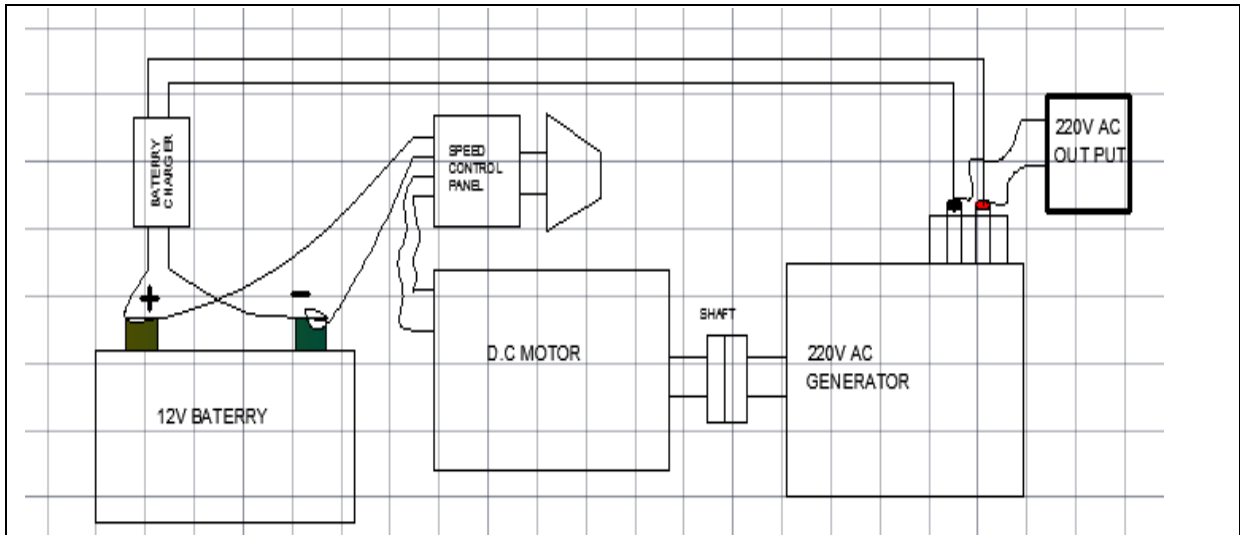 BATERRY
CHARGER
SPEED
CONTROL
PANEL
220V AC
OUT PUT
+
-
SHAFT
D.C MOTOR
220V AC
GENERATOR
12V BATERRY